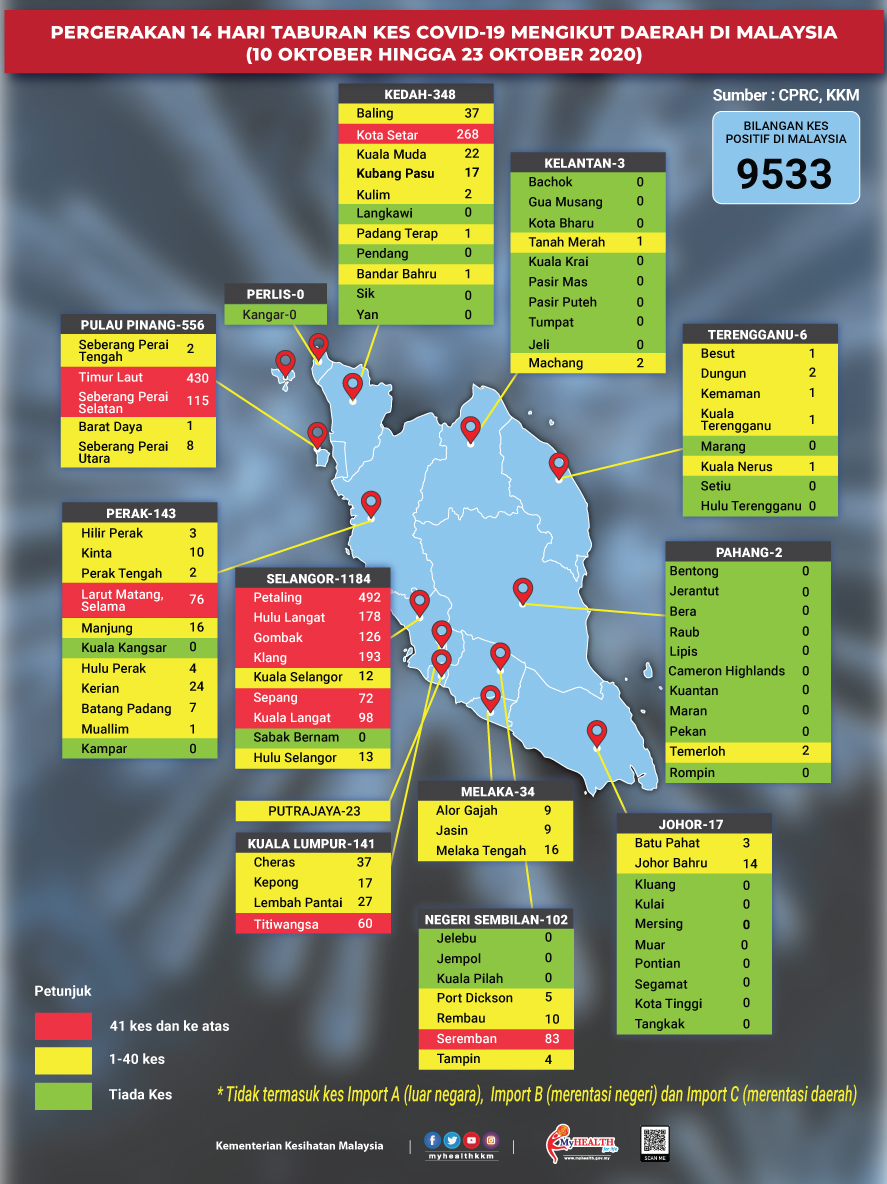 PERGERAKAN 14 HARI TABURAN KES COVID-19 MENGIKUT DAERAH DI MALAYSIA
(10 OKTOBER HINGGA 23 OKTOBER 2020)
Sumber : CPRC, KKM
BILANGAN KES
POSITIF DI MALAYSIA
9533
KEDAH-348
Baling 37
Kota Setar 268
Kuala Muda 22
Kubang Pasu 17
Kulim 2
Langkawi 0
Padang Terap 1
Pendang 0
Bandar Bahru 1
Sik 0
Yan 0
KELANTAN-3
Bachok 0
Gua Musang 0
Kota Bharu 0
Tanah Merah 1
Kuala Krai 0
Pasir Mas 0
Pasir Puteh 0
Tumpat 0
Jeli 0
Machang 2
PERLIS-0
Kangar-0
PULAU PINANG-556
Seberang Perai
Tengah 2
Timur Laut 430
Seberang Perai
Selatan 115
Barat Daya 1
Seberang Perai
Utara 8
TERENGGANU-6
Besut 1
Dungun 2
Kemaman 1
Kuala
Terengganu 1
Marang 0
Kuala Nerus 1
Setiu 0
Hulu Terengganu 0
PERAK-143
Hilir Perak 3
Kinta 10
Perak Tengah 2
Larut Matang,
Selama 76
Manjung 16
Kuala Kangsar 0
Hulu Perak 4
Kerian 24
Batang Padang 7
Muallim 1
Kampar 0
SELANGOR-1184
Petaling 492
Hulu Langat 178
Gombak 126
Klang 193
Kuala Selangor 12
Sepang 72
Kuala Langat 98
Sabak Bernam 0
Hulu Selangor 13
PAHANG-2
Bentong 0
Jerantut 0
Bera 0
Raub 0
Lipis 0
Cameron Highlands 0
Kuantan 0
Maran 0
Pekan 0
Temerloh 2
Rompin 0
PUTRAJAYA-23
KUALA LUMPUR-141
Cheras 37
Kepong 17
Lembah Pantai 27
Titiwangsa 60
MELAKA-34
Alor Gajah 9
Jasin 9
Melaka Tengah 16
JOHOR-17
Batu Pahat 3
Johor Bahru 14
Kluang 0
Kulai 0
Mersing 0
Muar 0
Pontian 0
Segamat 0
Kota Tinggi 0
Tangkak 0
NEGERI SEMBILAN-102
Jelebu 0
Jempol 0
Kuala Pilah 0
Port Dickson 5
Rembau 10
Seremban 83
Tampin 4
Petunjuk
41 kes dan ke atas
1-40 kes
Tiada Kes
* Tidak termasuk kes Import A (luar negara), Import B (merentasi negeri) dan Import C (merentasi daerah)
Kementerian Kesihatan Malaysia
myhealthkkm
MyHEALTH
for life
www.myhealth.gov.my
SCAN ME